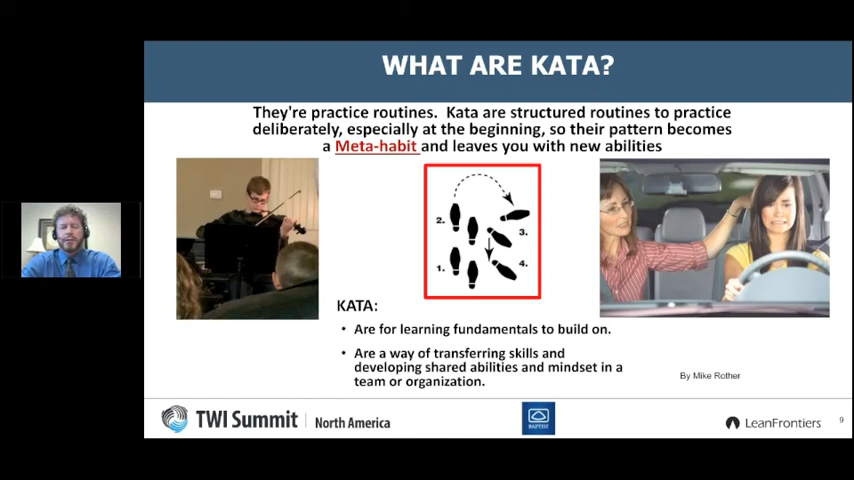 WHAT ARE KATA?
They're practice routines. Kata are structured routines to practice
deliberately, especially at the beginning, so their pattern becomes
a Meta-habit and leaves you with new abilities
2.
3.
1.
4.
KATA:
• Are for learning fundamentals to build on.
• Are a way of transferring skills and
developing shared abilities and mindset in a
team or organization.
By Mike Rother
TWI Summit
North America
BAPTIST
LeanFrontiers
9